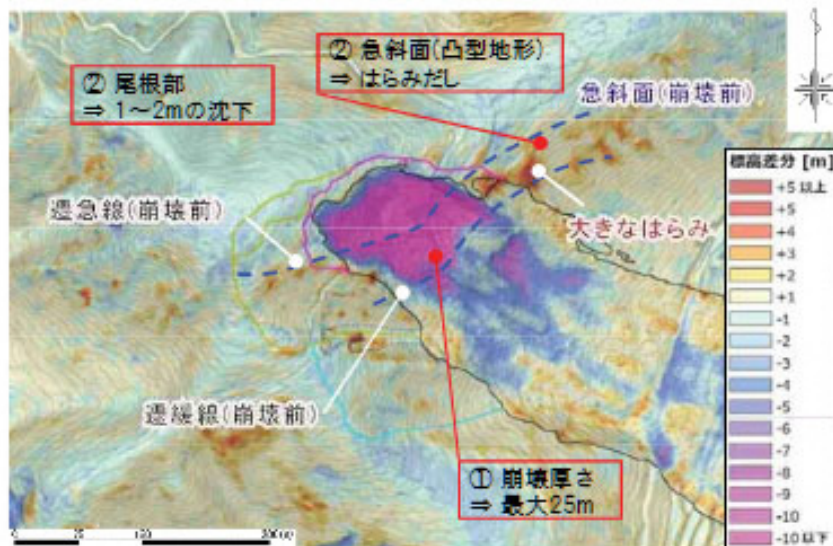 ② 急斜面(凸型地形)
⇒ はらみだし
② 尾根部
⇒ 1～2mの沈下
急斜面(崩壊前)
標高差分 [m]
+5 以上
+5
+4
+3
+2
+1
-1
-2
-3
-4
-5
-6
-7
-8
-9
-10
-10 以下
遷急線(崩壊前)
大きなはらみ
遷緩線(崩壊前)
① 崩壊厚さ
⇒ 最大25m
0